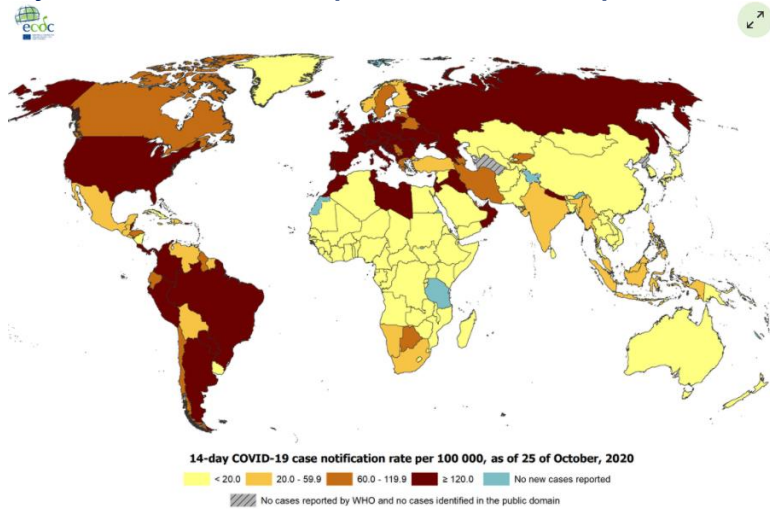 ecdc
14-day COVID-19 case notification rate per 100 000, as of 25 of October, 2020
< 20.0 20.0 - 59.9 60.0 - 119.9 ≥ 120.0 No new cases reported
No cases reported by WHO and no cases identified in the public domain